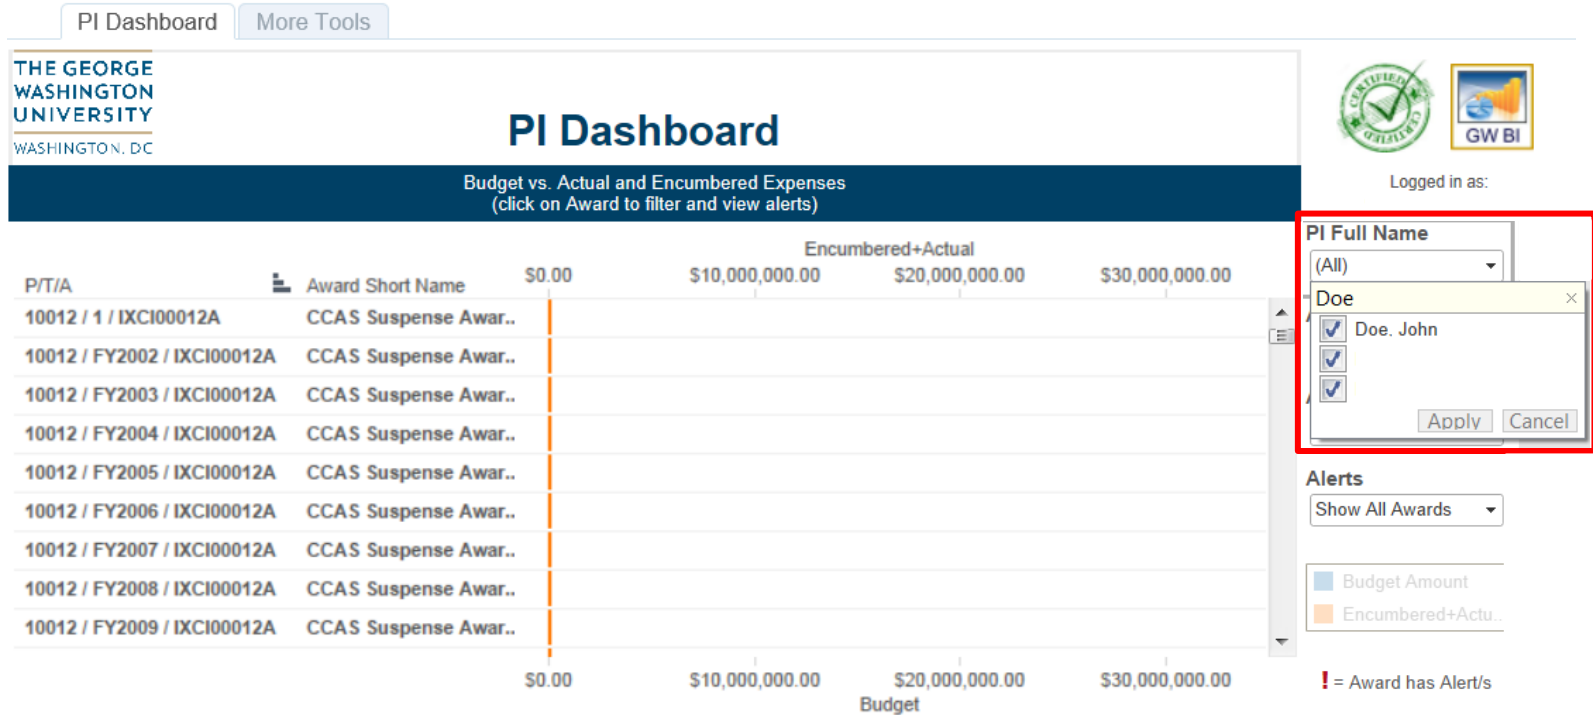 PI Dashboard
More Tools
THE GEORGE
WASHINGTON
UNIVERSITY
WASHINGTON, DC
PI Dashboard
CERTIFIED
CERTIFIED
GW BI
Budget vs. Actual and Encumbered Expenses
(click on Award to filter and view alerts)
Logged in as:
PI Full Name
(All)
Doe
Doe. John
Apply Cancel
Encumbered+Actual
P/T/A Award Short Name $0.00 $10,000,000.00 $20,000,000.00 $30,000,000.00
10012 / 1 / IXCI00012A CCAS Suspense Awar..
10012 / FY2002 / IXCI00012A CCAS Suspense Awar..
10012 / FY2003 / IXCI00012A CCAS Suspense Awar..
10012 / FY2004 / IXCI00012A CCAS Suspense Awar..
10012 / FY2005 / IXCI00012A CCAS Suspense Awar..
10012 / FY2006 / IXCI00012A CCAS Suspense Awar..
10012 / FY2007 / IXCI00012A CCAS Suspense Awar..
10012 / FY2008 / IXCI00012A CCAS Suspense Awar..
10012 / FY2009 / IXCI00012A CCAS Suspense Awar..
$0.00 $10,000,000.00 $20,000,000.00 $30,000,000.00
Budget
Alerts
Show All Awards
Budget Amount
Encumbered+Actu..
! = Award has Alert/s